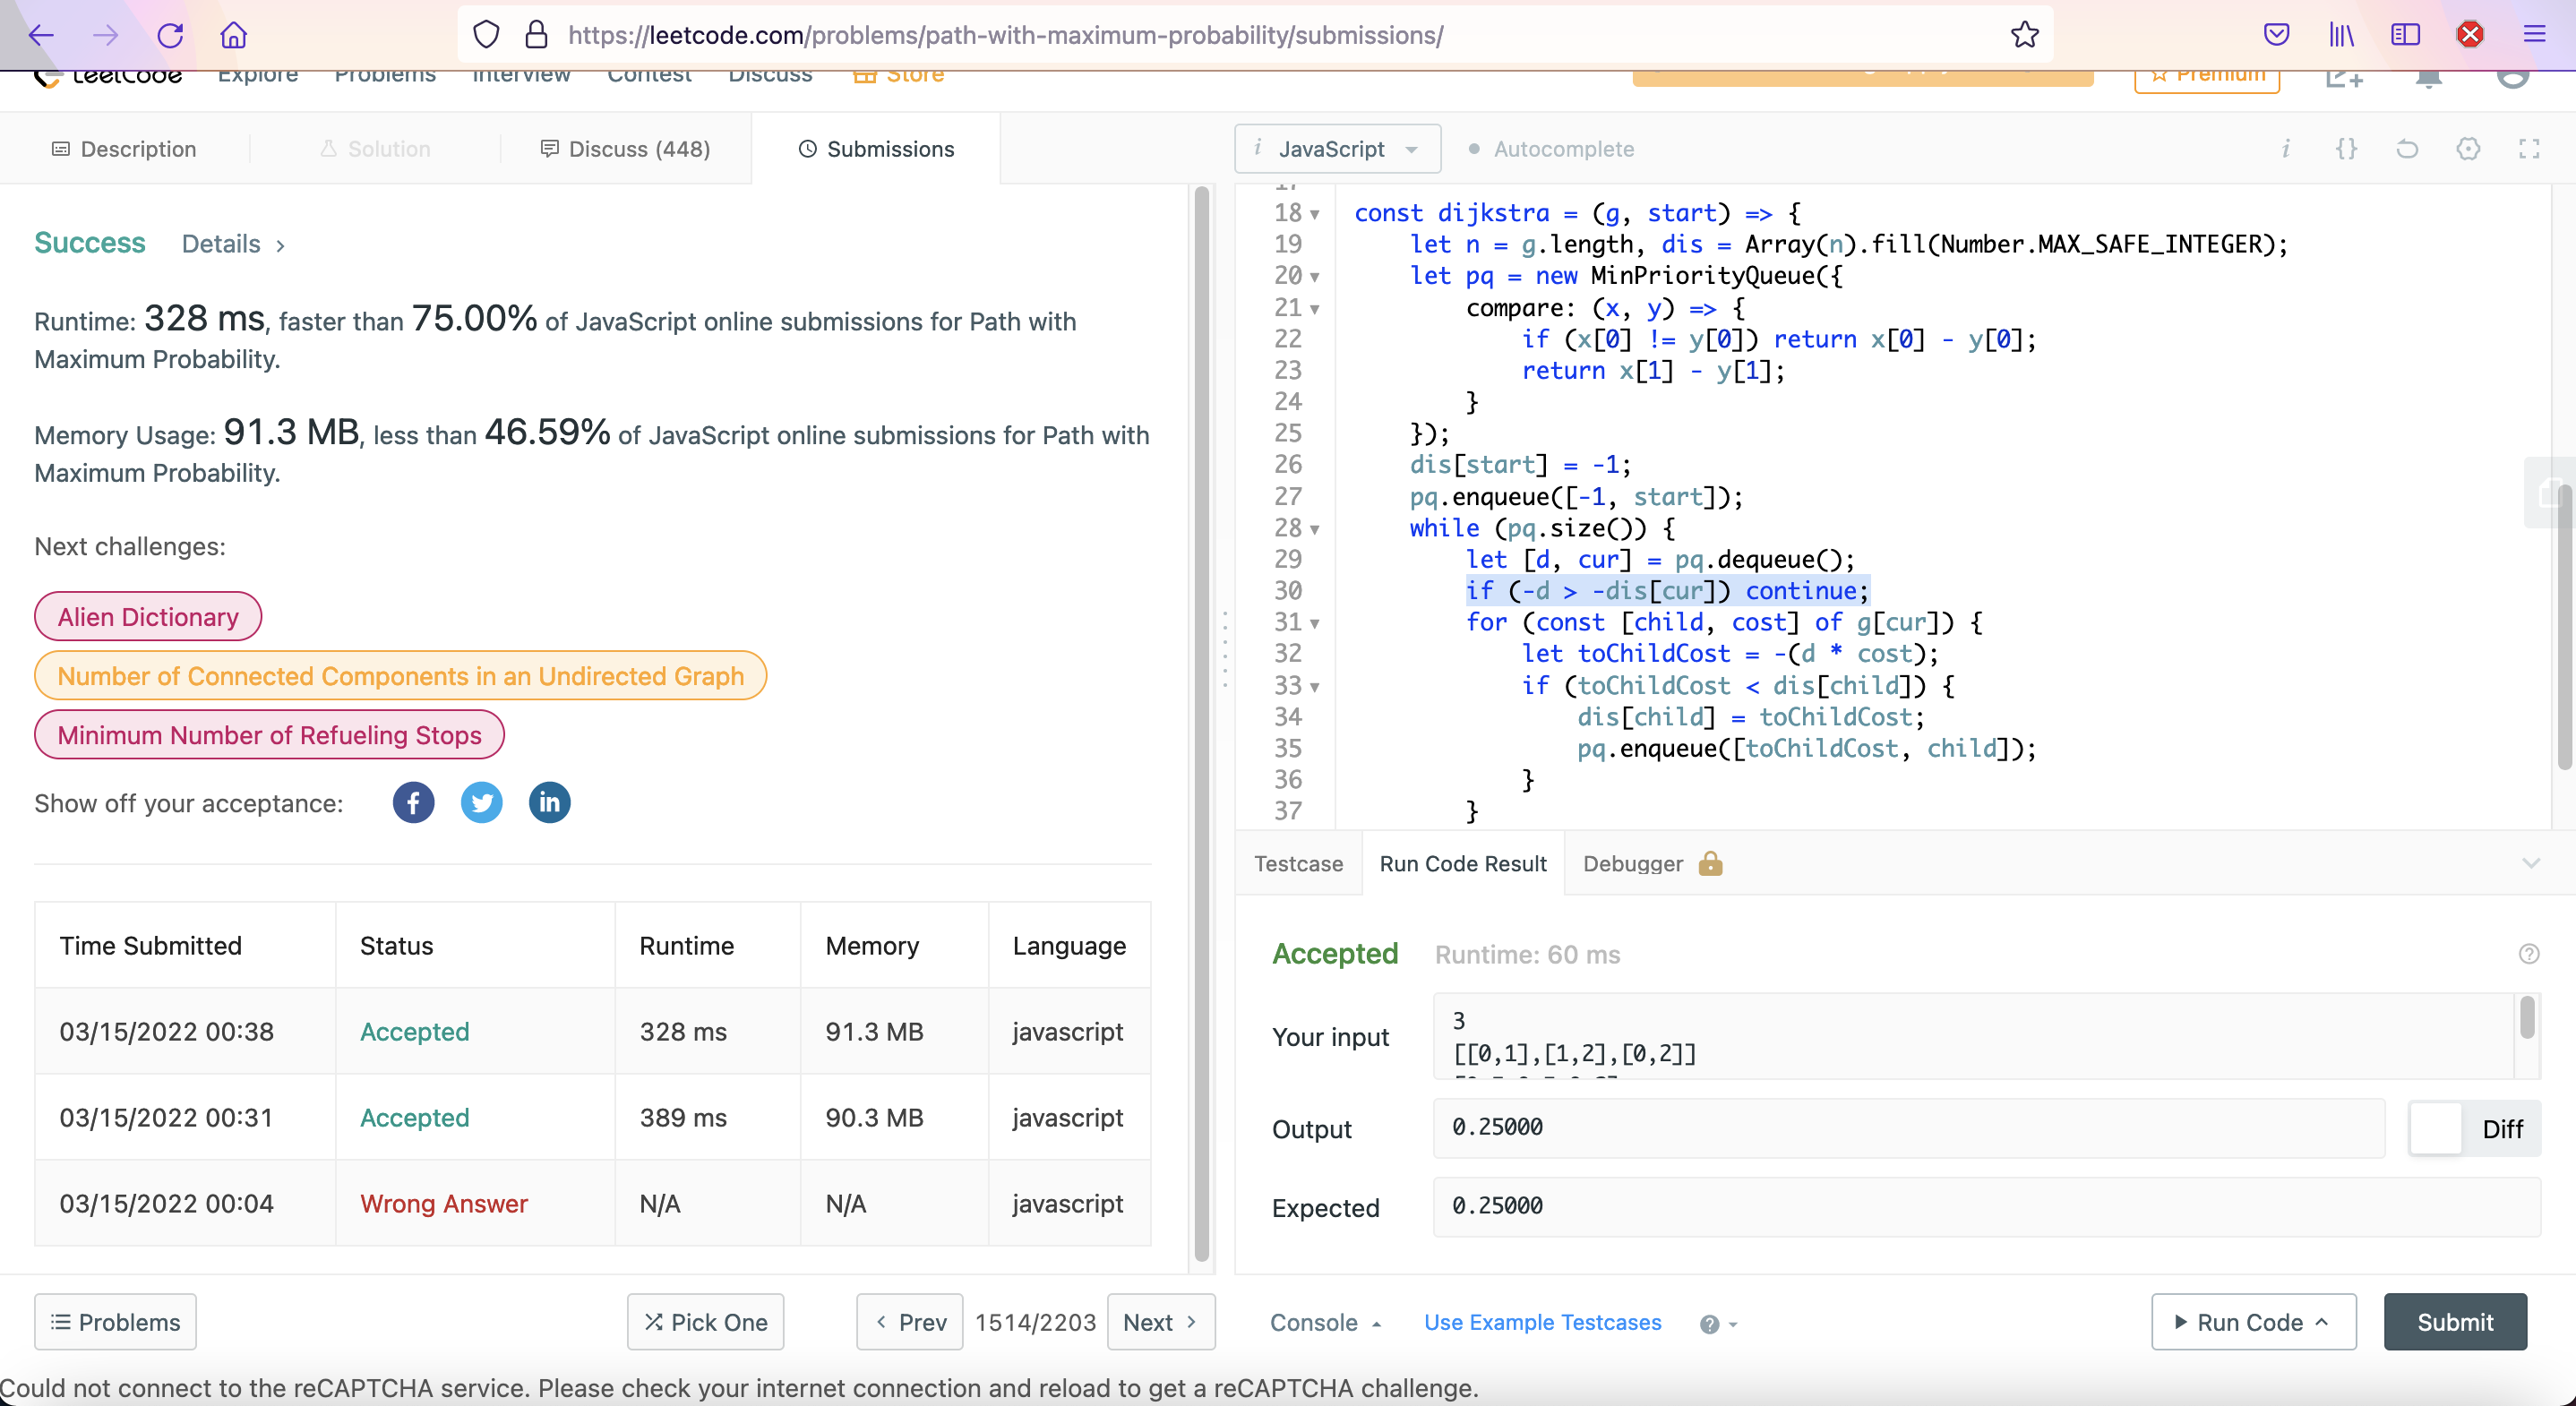 https://leetcode.com/problems/path-with-maximum-probability/submissions/
LeetCode Explore Problems Interview Contest Discuss Store Premium
Description Solution Discuss (448) Submissions
i JavaScript Autocomplete i {}
Success Details >
Runtime: 328 ms, faster than 75.00% of JavaScript online submissions for Path with
Maximum Probability.
Memory Usage: 91.3 MB, less than 46.59% of JavaScript online submissions for Path with
Maximum Probability.
Next challenges:
Alien Dictionary
Number of Connected Components in an Undirected Graph
Minimum Number of Refueling Stops
Show off your acceptance:
Time Submitted Status Runtime Memory Language
03/15/2022 00:38 Accepted 328 ms 91.3 MB javascript
03/15/2022 00:31 Accepted 389 ms 90.3 MB javascript
03/15/2022 00:04 Wrong Answer N/A N/A javascript
17
18 const dijkstra = (g, start) => {
19 let n = g.length, dis = Array(n).fill(Number.MAX_SAFE_INTEGER);
20 let pq = new MinPriorityQueue({
21 compare: (x, y) => {
22 if (x[0] != y[0]) return x[0] - y[0];
23 return x[1] - y[1];
24 }
25 });
26 dis[start] = -1;
27 pq.enqueue([-1, start]);
28 while (pq.size()) {
29 let [d, cur] = pq.dequeue();
30 if (-d > -dis[cur]) continue;
31 for (const [child, cost] of g[cur]) {
32 let toChildCost = -(d * cost);
33 if (toChildCost < dis[child]) {
34 dis[child] = toChildCost;
35 pq.enqueue([toChildCost, child]);
36 }
37 }
Testcase Run Code Result Debugger
Accepted Runtime: 60 ms
Your input
3
[[0,1],[1,2],[0,2]]
Output 0.25000 Diff
Expected 0.25000
Problems Pick One < Prev 1514/2203 Next >
Console Use Example Testcases Run Code Submit
Could not connect to the reCAPTCHA service. Please check your internet connection and reload to get a reCAPTCHA challenge.